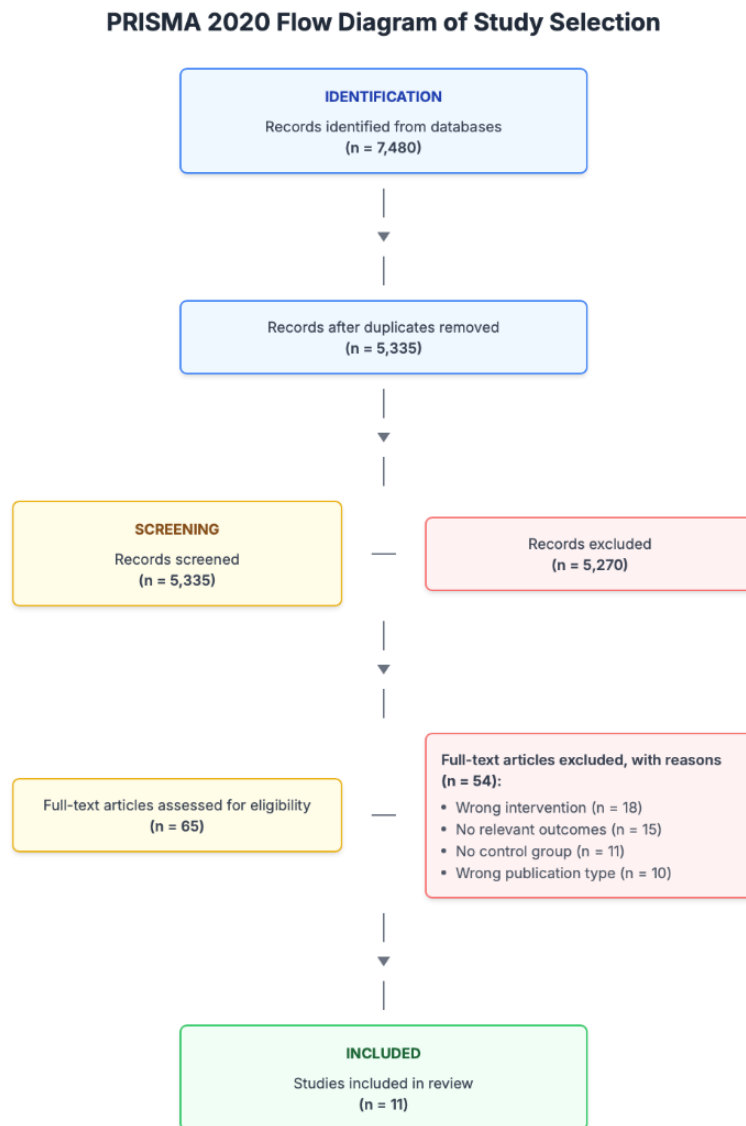 PRISMA 2020 Flow Diagram of Study Selection
IDENTIFICATION
Records identified from databases
(n = 7,480)
Records after duplicates removed
(n = 5,335)
SCREENING
Records screened
(n = 5,335)
Records excluded
(n = 5,270)
Full-text articles assessed for eligibility
(n = 65)
Full-text articles excluded, with reasons
(n = 54):
• Wrong intervention (n = 18)
• No relevant outcomes (n = 15)
• No control group (n = 11)
• Wrong publication type (n = 10)
INCLUDED
Studies included in review
(n = 11)